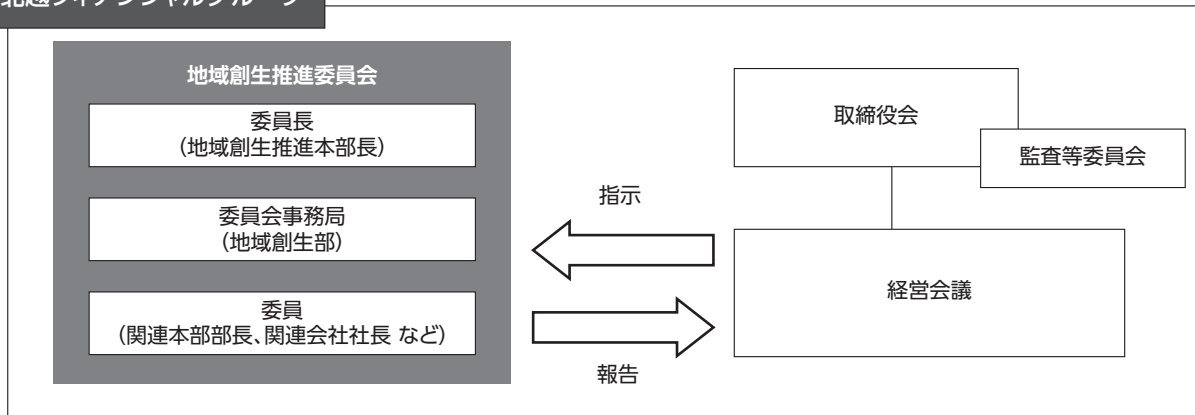 地域創生推進委員会
委員長
(地域創生推進本部長)
委員会事務局
(地域創生部)
委員
(関連本部部長、関連会社社長 など)
指示
報告
取締役会
監査等委員会
経営会議